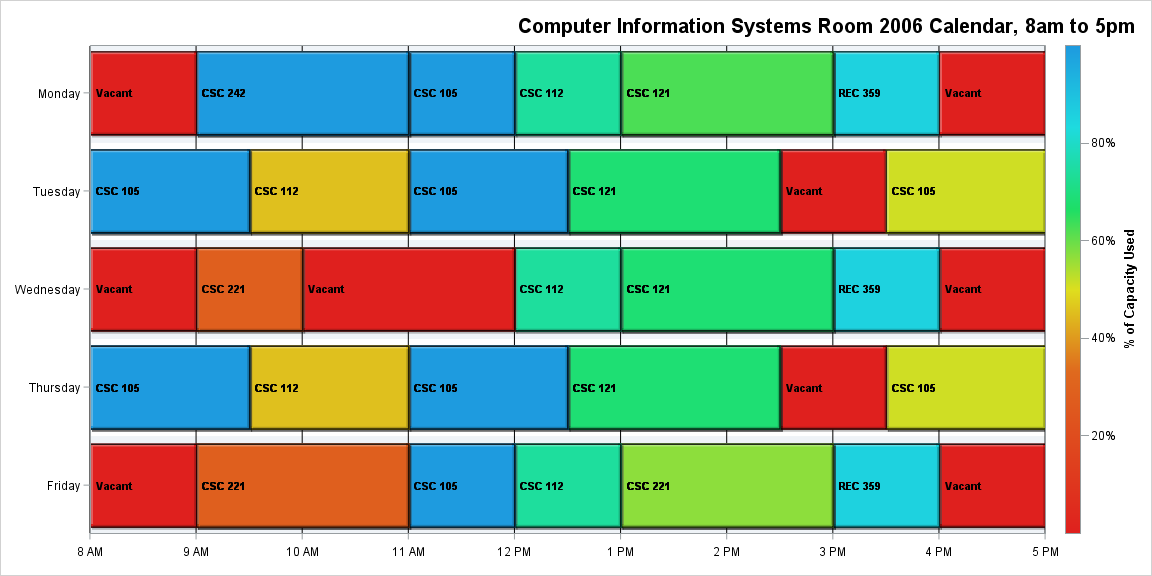 Computer Information Systems Room 2006 Calendar, 8am to 5pm
Monday
Vacant
CSC 242
CSC 105
CSC 112
CSC 121
REC 359
Vacant
Tuesday
CSC 105
CSC 112
CSC 105
CSC 121
Vacant
CSC 105
Wednesday
Vacant
CSC 221
Vacant
CSC 112
CSC 121
REC 359
Vacant
Thursday
CSC 105
CSC 112
CSC 105
CSC 121
Vacant
CSC 105
Friday
Vacant
CSC 221
CSC 105
CSC 112
CSC 221
REC 359
Vacant
8 AM
9 AM
10 AM
11 AM
12 PM
1 PM
2 PM
3 PM
4 PM
5 PM
80%
60%
40%
20%
% of Capacity Used